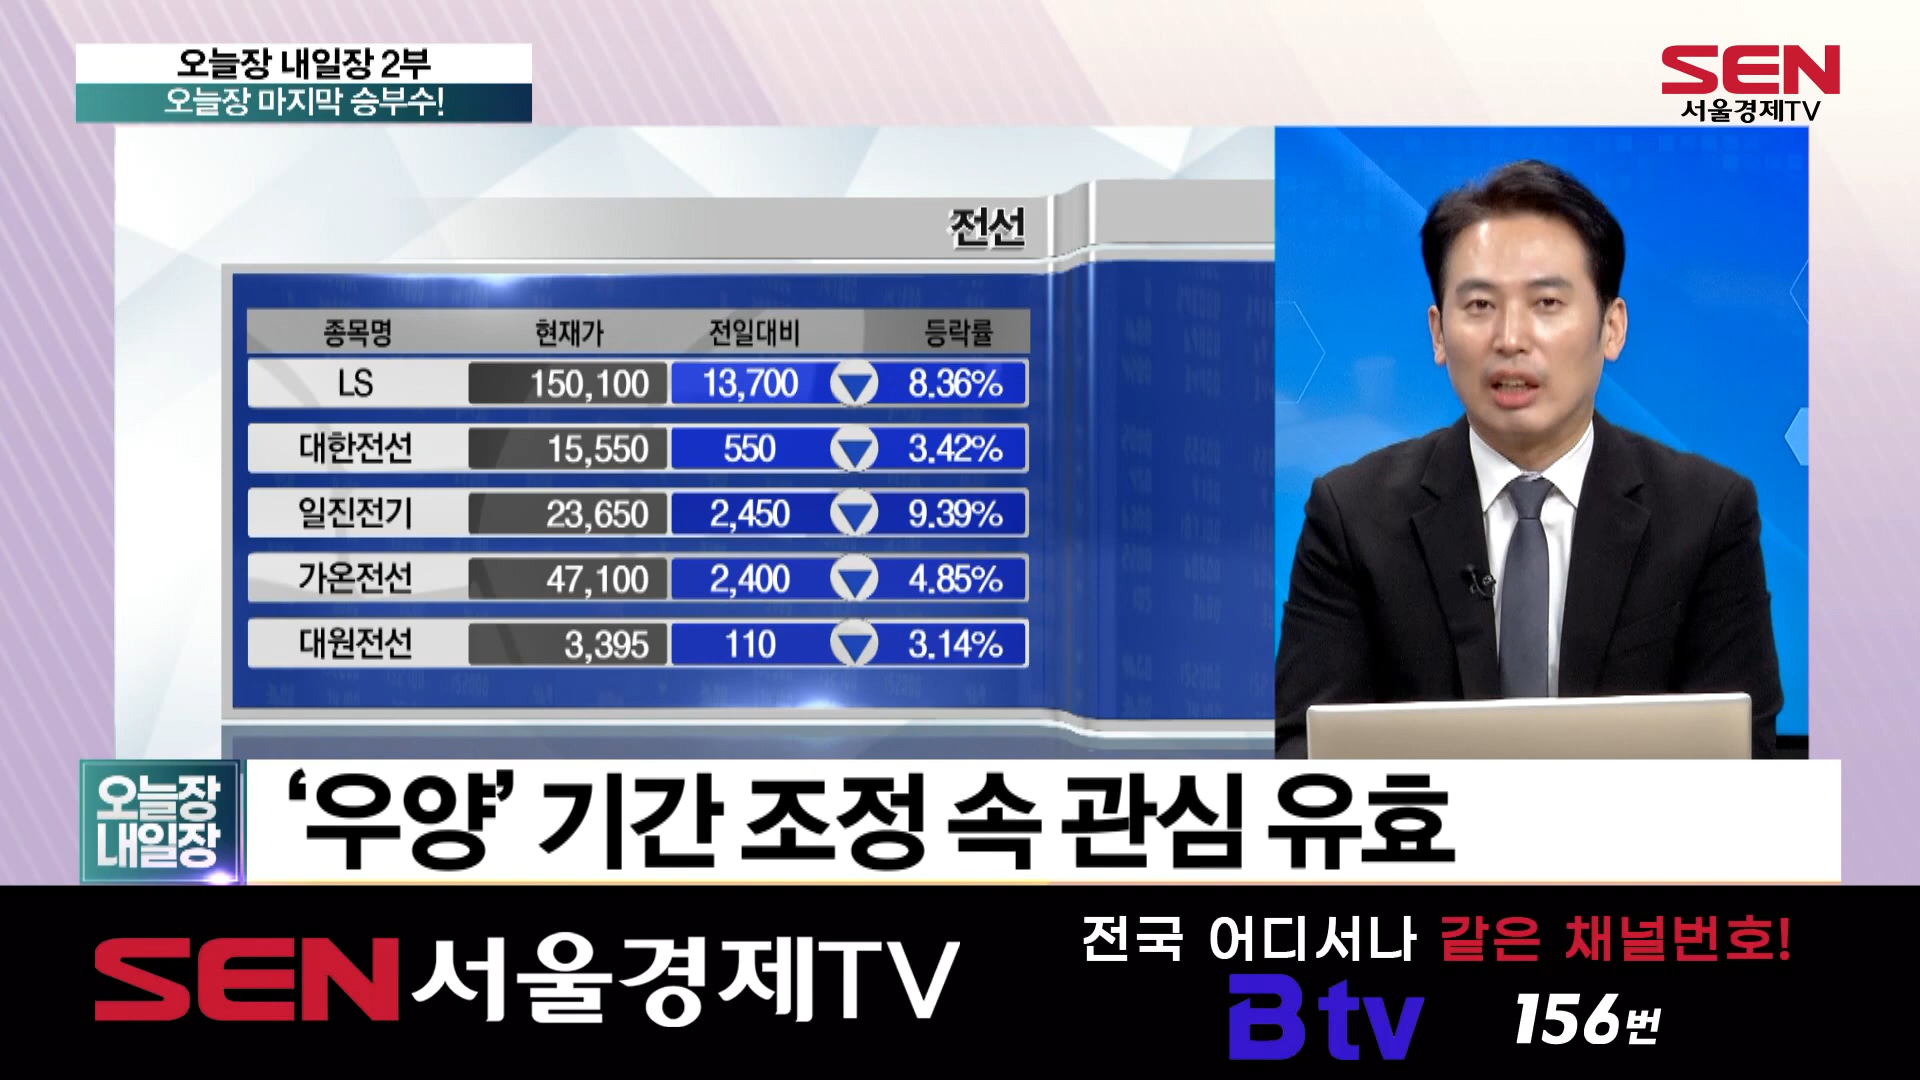 오늘장 내일장 2부
오늘장 마지막 승부수!
SEN
서울경제TV
전선
종목명 현재가 전일대비 등락률
LS 150,100 13,700 ▼ 8.36%
대한전선 15,550 550 ▼ 3.42%
일진전기 23,650 2,450 ▼ 9.39%
가온전선 47,100 2,400 ▼ 4.85%
대원전선 3,395 110 ▼ 3.14%
오늘장
내일장
‘우양’ 기간 조정 속 관심 유효
SEN 서울경제TV
전국 어디서나 같은 채널번호!
B tv 156번